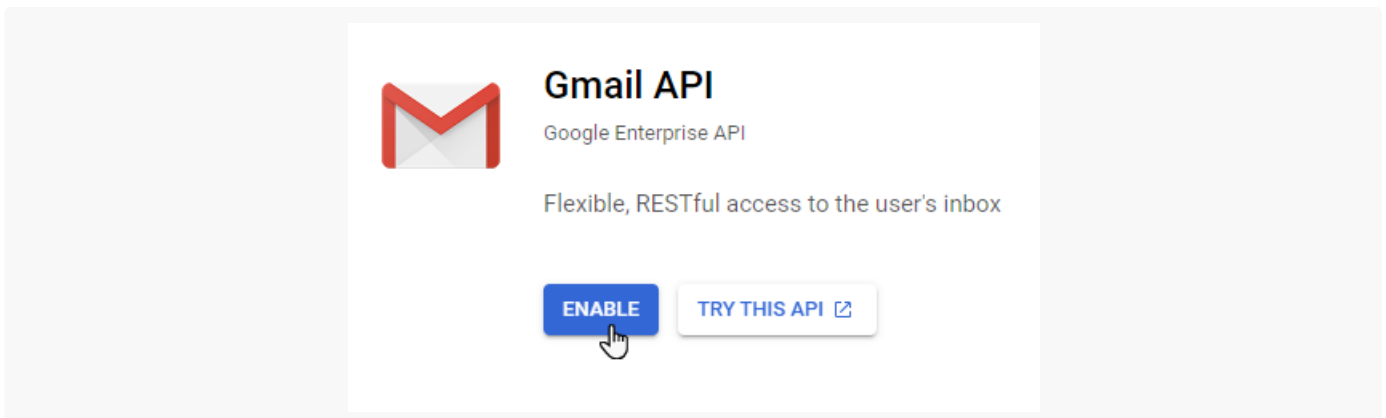 Gmail API
Google Enterprise API
Flexible, RESTful access to the user's inbox
ENABLE
TRY THIS API